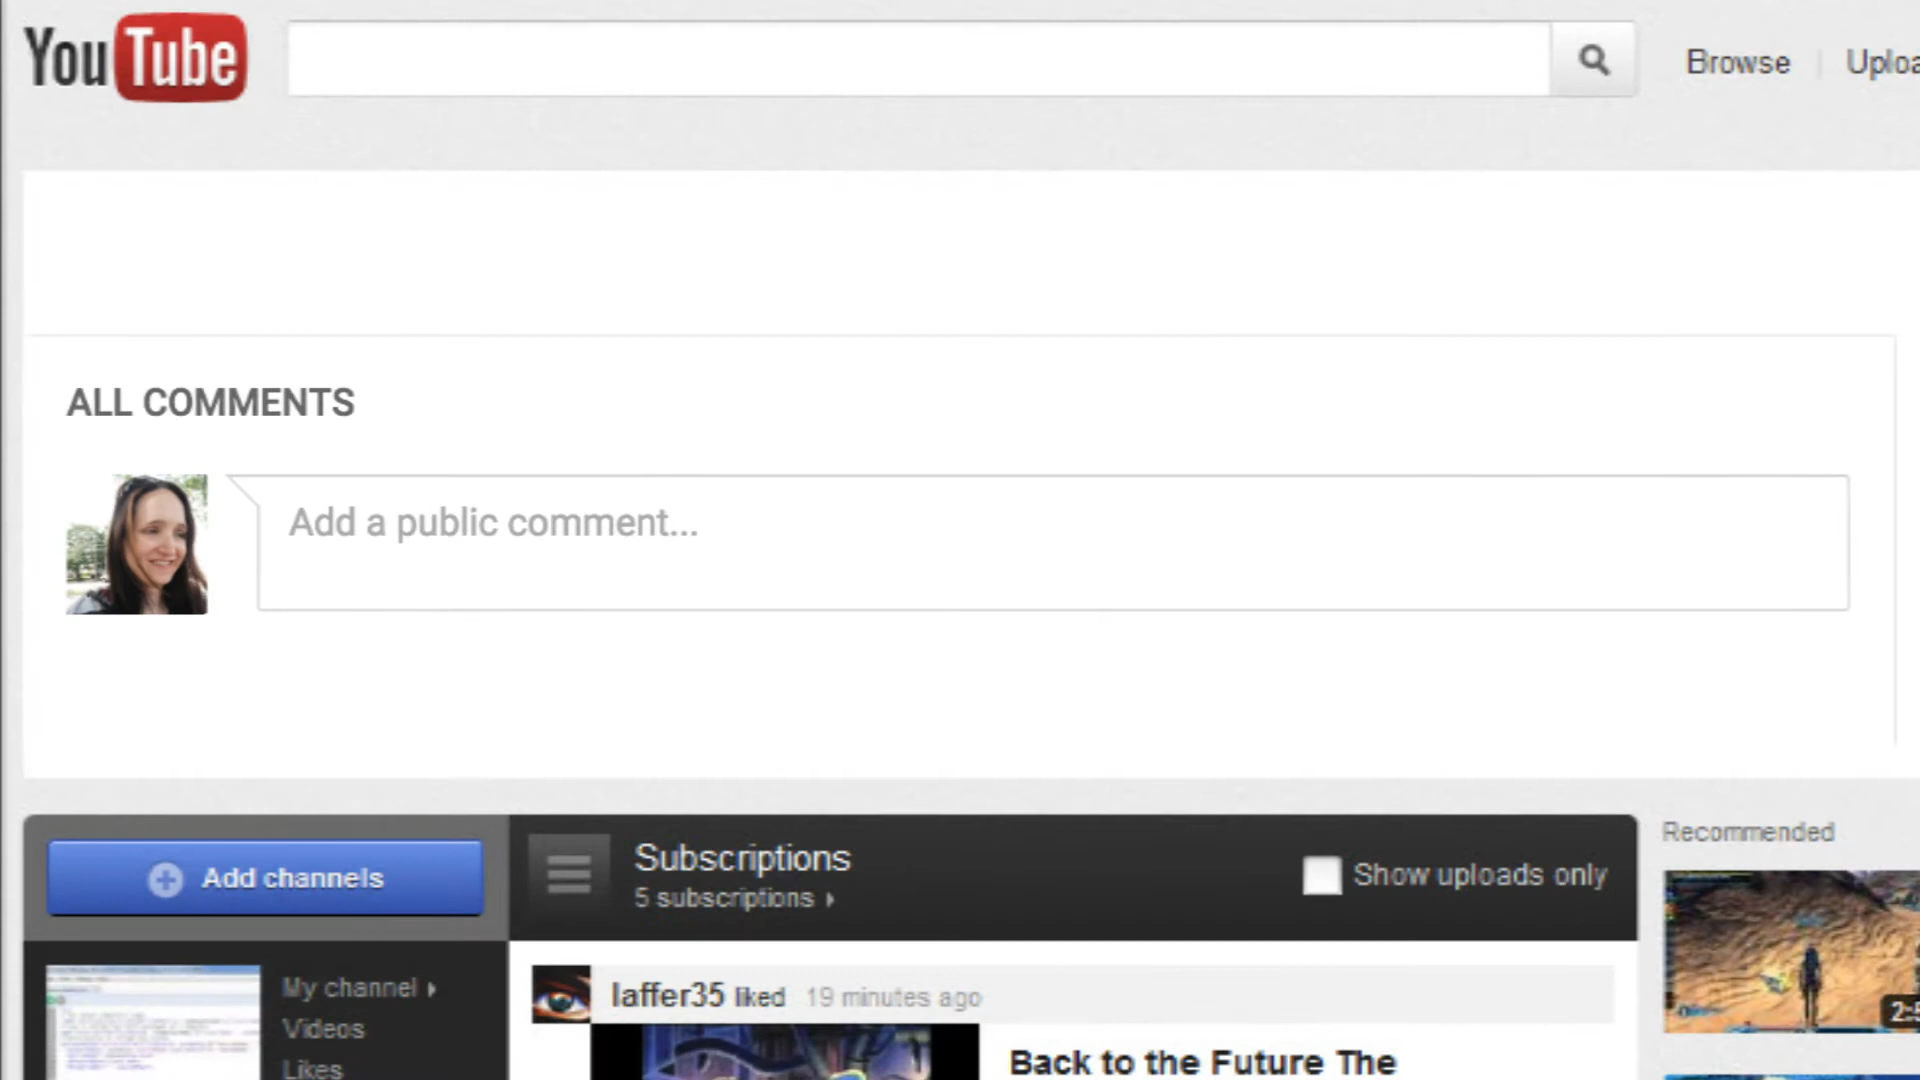 YouTube
Browse
ALL COMMENTS
Add a public comment...
Add channels
Subscriptions
5 subscriptions
Show uploads only
Recommended
My channel
Videos
Likes
laffer35 liked 19 minutes ago
Back to the Future The